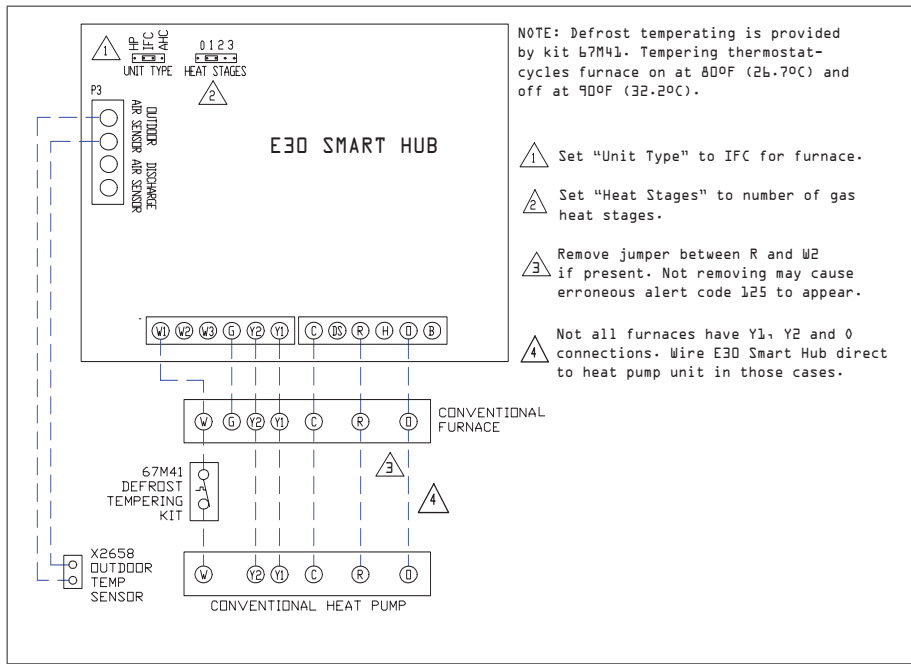 NOTE: Defrost temperating is provided
by kit 67M41. Tempering thermostat-
cycles furnace on at 80ºF (26.7ºC) and
off at 90ºF (32.2ºC).
1
HP
IFC
AHC
UNIT TYPE
0 1 2 3
HEAT STAGES
2
P3
OUTDOOR
AIR SENSOR
DISCHARGE
AIR SENSOR
E30 SMART HUB
1 Set "Unit Type" to IFC for furnace.
2 Set "Heat Stages" to number of gas
heat stages.
3 Remove jumper between R and W2
if present. Not removing may cause
erroneous alert code 125 to appear.
4 Not all furnaces have Y1, Y2 and O
connections. Wire E30 Smart Hub direct
to heat pump unit in those cases.
W1 W2 W3 G Y2 Y1 C DS R H O B
W G Y2 Y1 C R O
CONVENTIONAL
FURNACE
3
4
67M41
DEFROST
TEMPERING
KIT
X2658
OUTDOOR
TEMP
SENSOR
W Y2 Y1 C R O
CONVENTIONAL HEAT PUMP